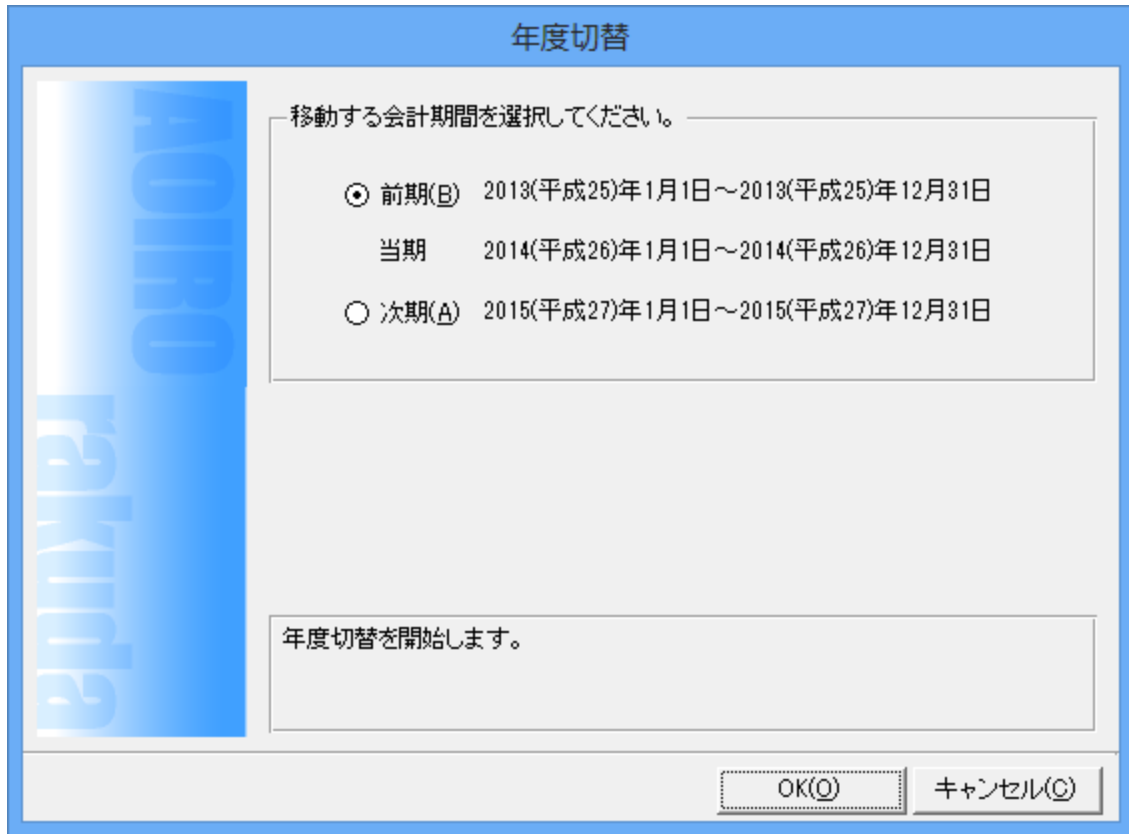 年度切替
AOIRO
rakuda
移動する会計期間を選択してください。
前期(B) 2013(平成25)年1月1日～2013(平成25)年12月31日
当期 2014(平成26)年1月1日～2014(平成26)年12月31日
次期(A) 2015(平成27)年1月1日～2015(平成27)年12月31日
年度切替を開始します。
OK(O) キャンセル(C)